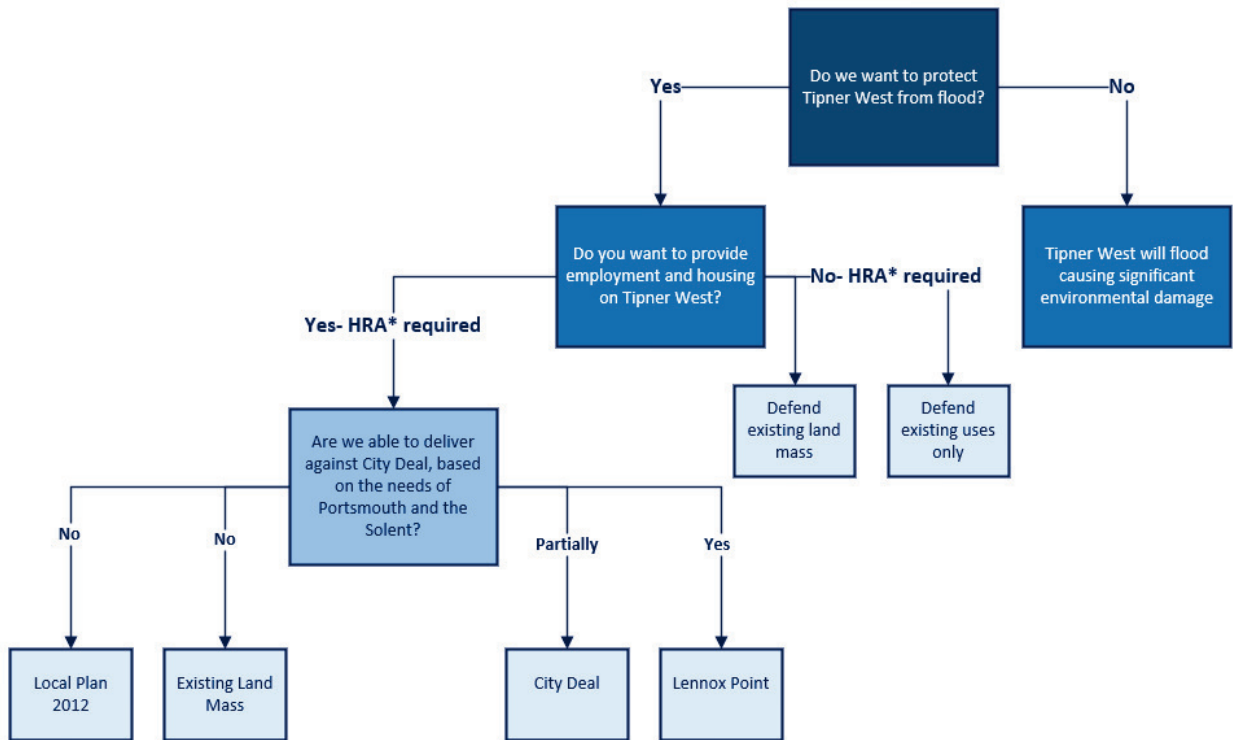 Do we want to protect
Tipner West from flood?
Yes
No
Do you want to provide
employment and housing
on Tipner West?
Tipner West will flood
causing significant
environmental damage
Yes- HRA* required
No- HRA* required
Defend
existing land
mass
Defend
existing uses
only
Are we able to deliver
against City Deal, based
on the needs of
Portsmouth and the
Solent?
No
No
Partially
Yes
Local Plan
2012
Existing Land
Mass
City Deal
Lennox Point